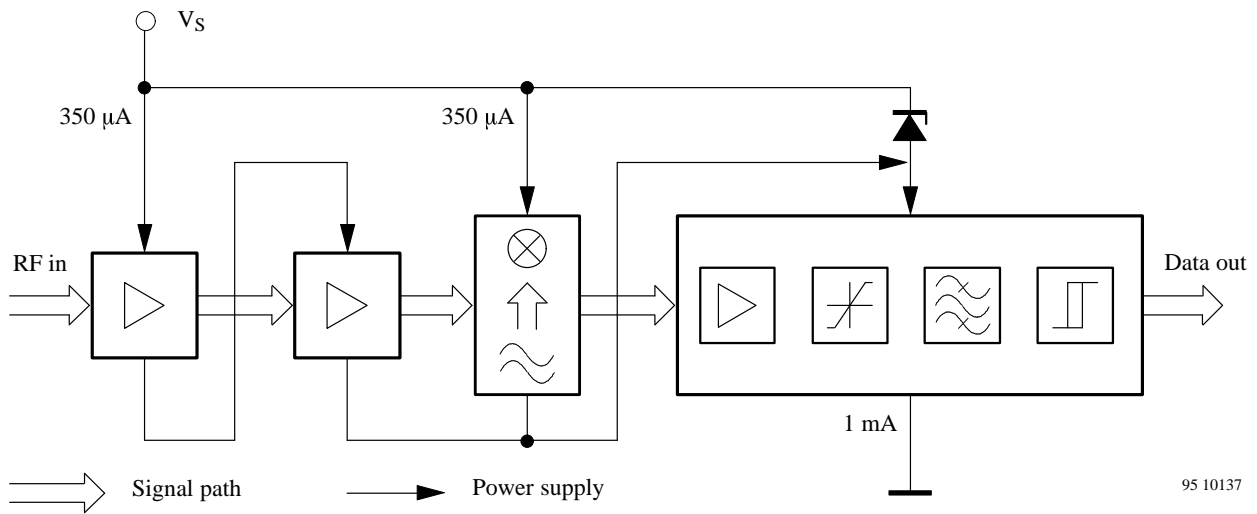 V_S
350 μA
350 μA
RF in
Data out
1 mA
Signal path
Power supply
95 10137